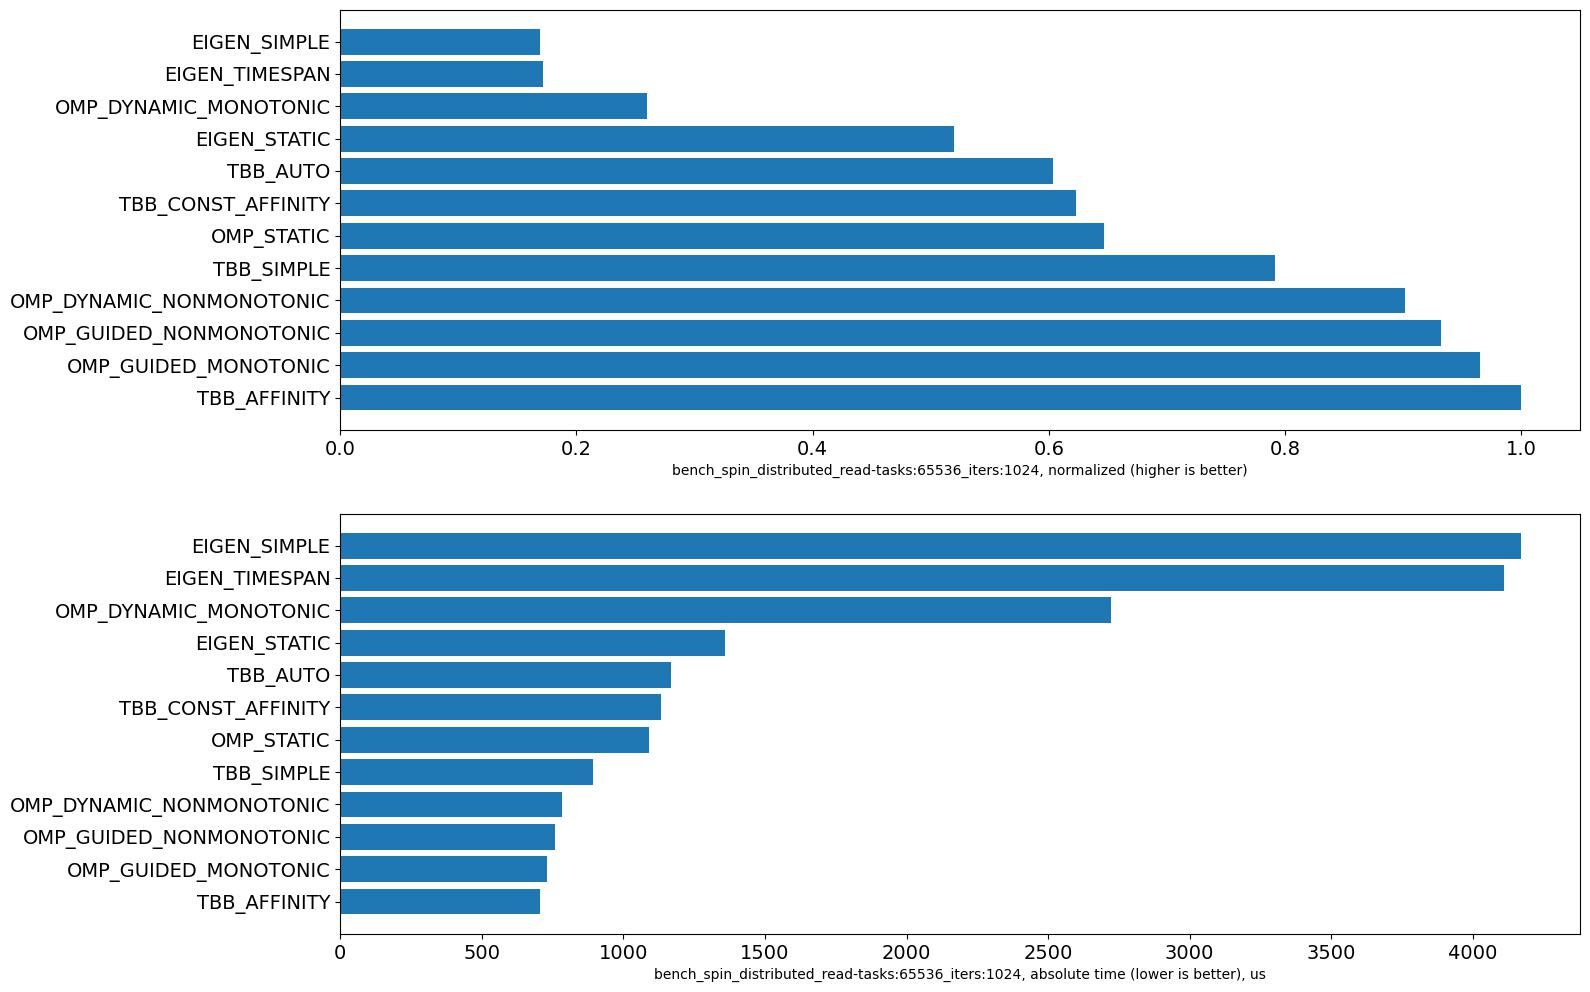 EIGEN_SIMPLE
EIGEN_TIMESPAN
OMP_DYNAMIC_MONOTONIC
EIGEN_STATIC
TBB_AUTO
TBB_CONST_AFFINITY
OMP_STATIC
TBB_SIMPLE
OMP_DYNAMIC_NONMONOTONIC
OMP_GUIDED_NONMONOTONIC
OMP_GUIDED_MONOTONIC
TBB_AFFINITY
0.0 0.2 0.4 0.6 0.8 1.0
bench_spin_distributed_read-tasks:65536_iters:1024, normalized (higher is better)
EIGEN_SIMPLE
EIGEN_TIMESPAN
OMP_DYNAMIC_MONOTONIC
EIGEN_STATIC
TBB_AUTO
TBB_CONST_AFFINITY
OMP_STATIC
TBB_SIMPLE
OMP_DYNAMIC_NONMONOTONIC
OMP_GUIDED_NONMONOTONIC
OMP_GUIDED_MONOTONIC
TBB_AFFINITY
0 500 1000 1500 2000 2500 3000 3500 4000
bench_spin_distributed_read-tasks:65536_iters:1024, absolute time (lower is better), us